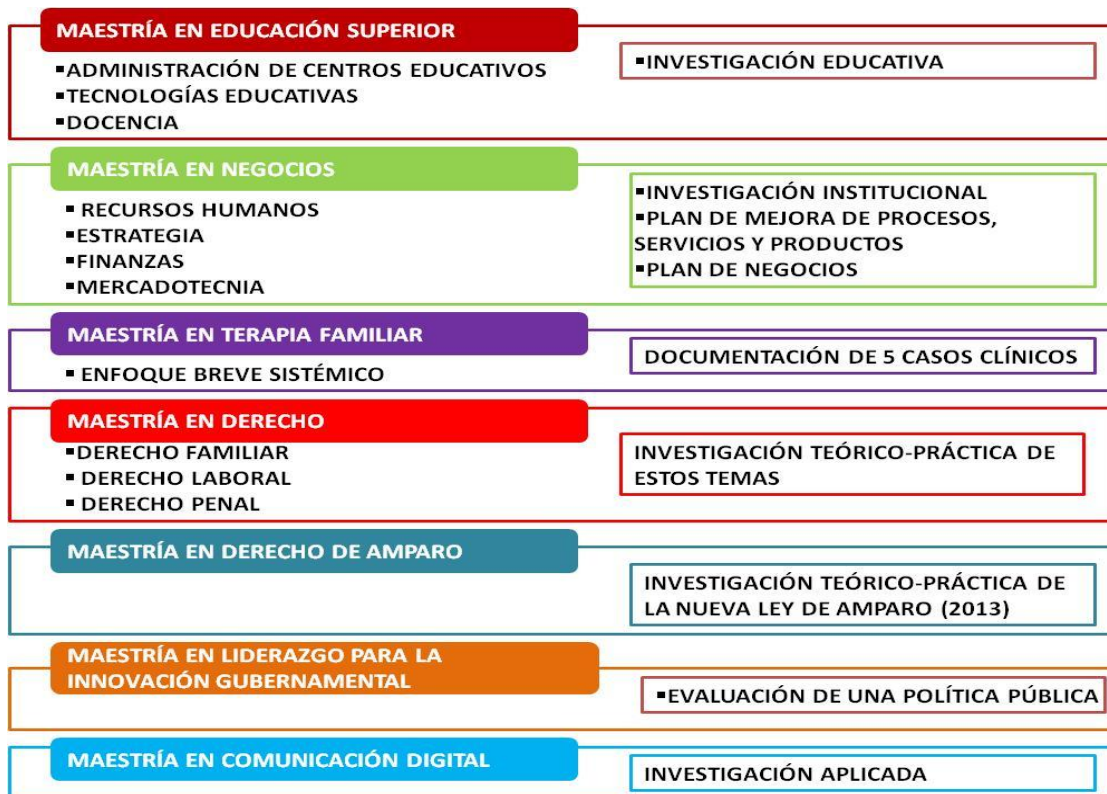 MAESTRÍA EN EDUCACIÓN SUPERIOR
▪ADMINISTRACIÓN DE CENTROS EDUCATIVOS
▪TECNOLOGÍAS EDUCATIVAS
▪DOCENCIA
▪INVESTIGACIÓN EDUCATIVA
MAESTRÍA EN NEGOCIOS
▪ RECURSOS HUMANOS
▪ESTRATEGIA
▪FINANZAS
▪MERCADOTECNIA
▪INVESTIGACIÓN INSTITUCIONAL
▪PLAN DE MEJORA DE PROCESOS,
SERVICIOS Y PRODUCTOS
▪PLAN DE NEGOCIOS
MAESTRÍA EN TERAPIA FAMILIAR
▪ ENFOQUE BREVE SISTÉMICO
DOCUMENTACIÓN DE 5 CASOS CLÍNICOS
MAESTRÍA EN DERECHO
▪DERECHO FAMILIAR
▪ DERECHO LABORAL
▪ DERECHO PENAL
INVESTIGACIÓN TEÓRICO-PRÁCTICA DE
ESTOS TEMAS
MAESTRÍA EN DERECHO DE AMPARO
INVESTIGACIÓN TEÓRICO-PRÁCTICA DE
LA NUEVA LEY DE AMPARO (2013)
MAESTRÍA EN LIDERAZGO PARA LA
INNOVACIÓN GUBERNAMENTAL
▪EVALUACIÓN DE UNA POLÍTICA PÚBLICA
MAESTRÍA EN COMUNICACIÓN DIGITAL
INVESTIGACIÓN APLICADA